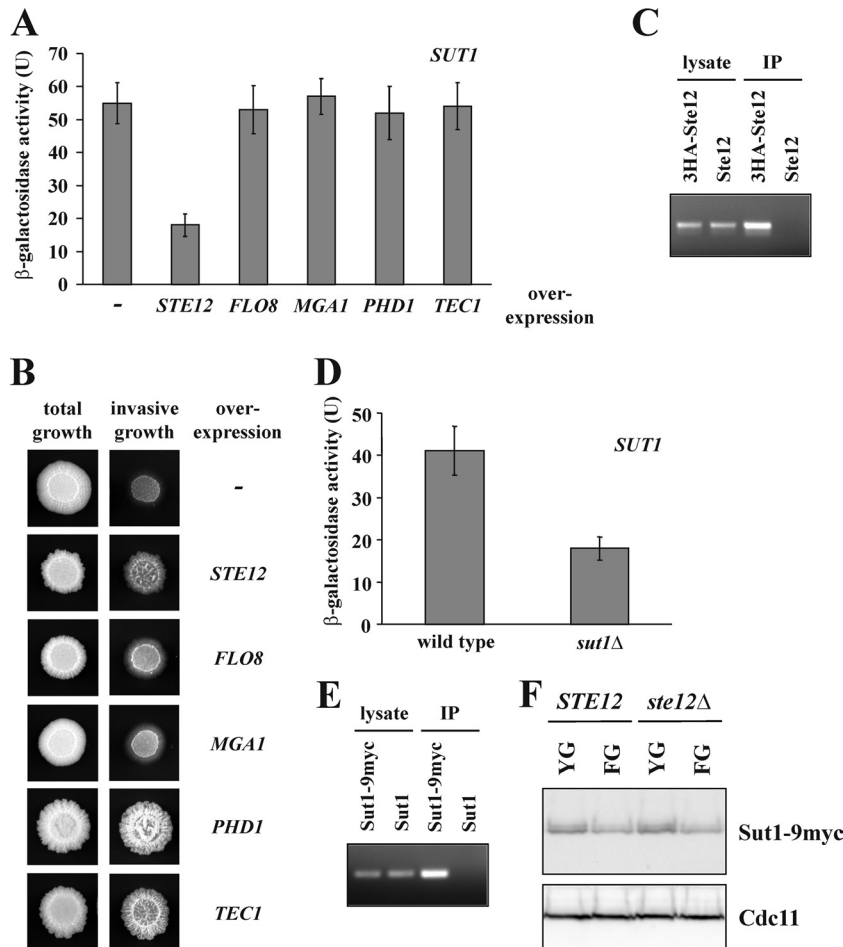 A
β-galactosidase activity (U)
70
60
50
40
30
20
10
0
SUT1
- STE12 FLO8 MGA1 PHD1 TEC1
over-
expression
C
lysate IP
3HA-Ste12
Ste12
3HA-Ste12
Ste12
B
total
growth
invasive
growth
over-
expression
-
STE12
FLO8
MGA1
PHD1
TEC1
D
β-galactosidase activity (U)
50
40
30
20
10
0
SUT1
wild type sut1Δ
E
lysate IP
Sut1-9myc
Sut1
Sut1-9myc
Sut1
F
STE12 ste12Δ
YG
FG
YG
FG
Sut1-9myc
Cdc11